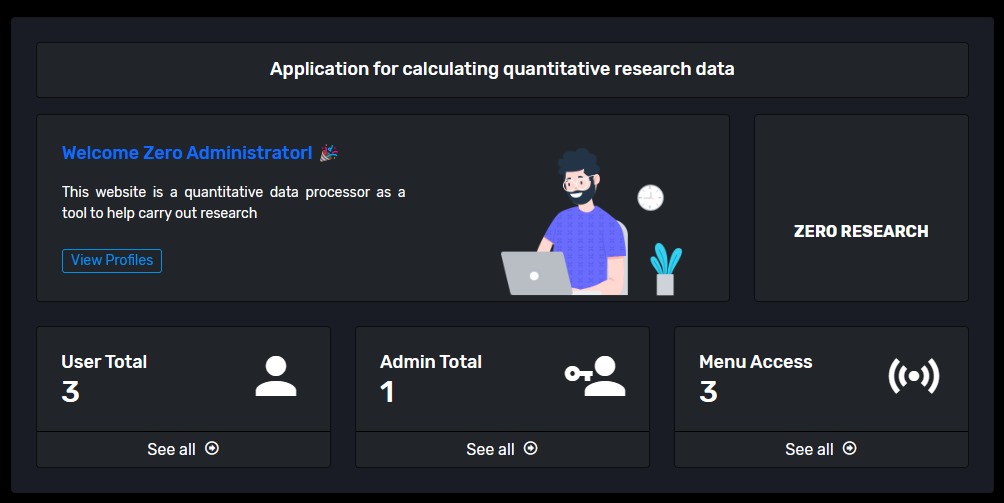 Application for calculating quantitative research data
Welcome Zero Administrator! 🎉
This website is a quantitative data processor as a
tool to help carry out research
View Profiles
ZERO RESEARCH
User Total
3
See all
Admin Total
1
See all
Menu Access
3
See all